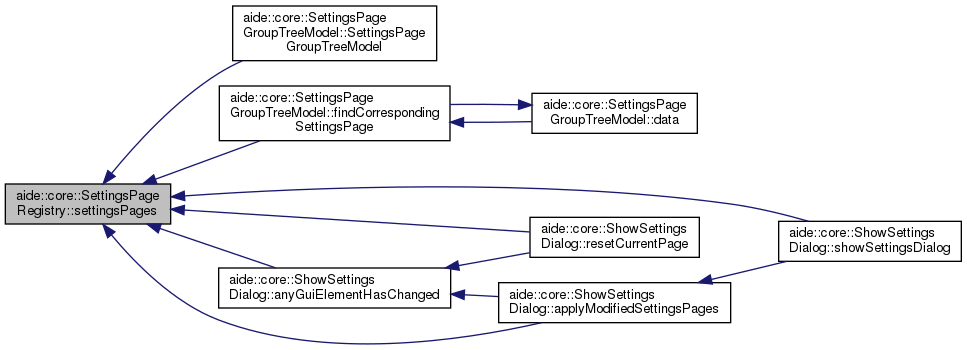 aide::core::SettingsPage
GroupTreeModel::SettingsPage
GroupTreeModel
aide::core::SettingsPage
GroupTreeModel::findCorresponding
SettingsPage
aide::core::SettingsPage
GroupTreeModel::data
aide::core::SettingsPage
Registry::settingsPages
aide::core::ShowSettings
Dialog::resetCurrentPage
aide::core::ShowSettings
Dialog::showSettingsDialog
aide::core::ShowSettings
Dialog::anyGuiElementHasChanged
aide::core::ShowSettings
Dialog::applyModifiedSettingsPages